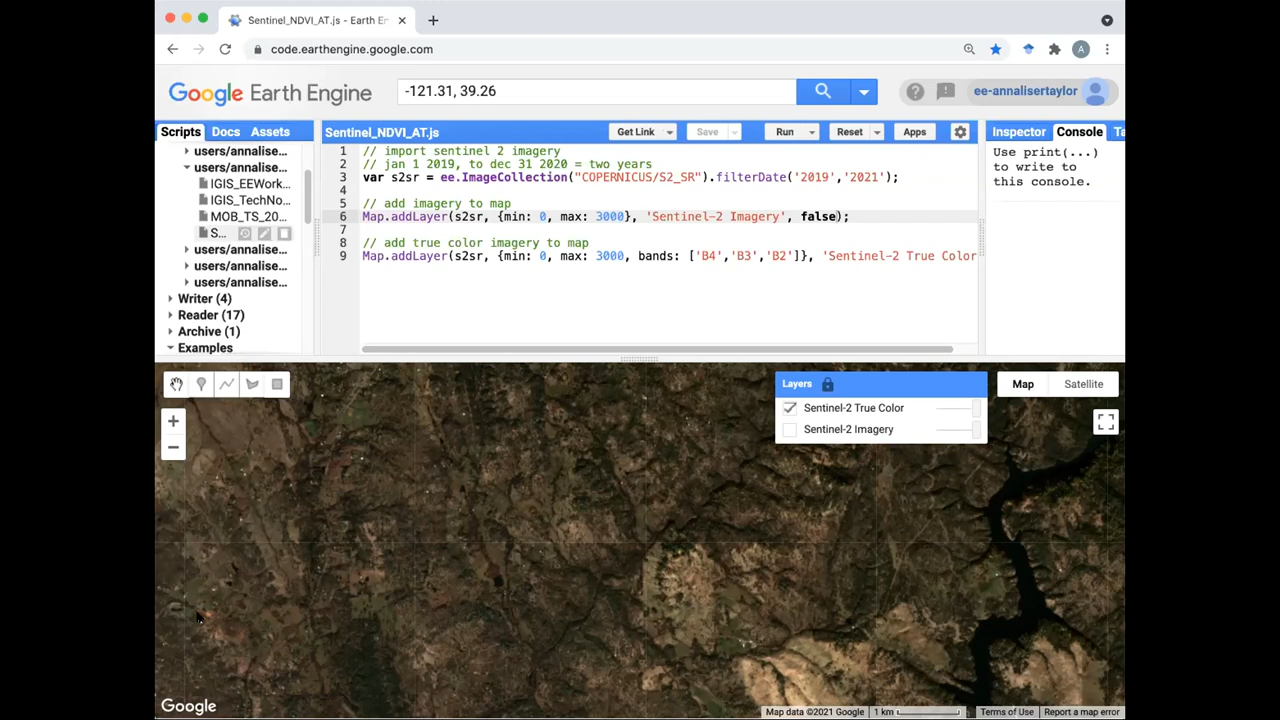 Sentinel_NDVI_AT.js - Earth En
code.earthengine.google.com
A
Google Earth Engine
-121.31, 39.26
ee-annalisertaylor
Scripts Docs Assets
Sentinel_NDVI_AT.js
Get Link Save Run Reset Apps
Inspector Console Ta
users/annalise...
users/annalise...
IGIS_EEWork...
IGIS_TechNo...
MOB_TS_20...
S...
users/annalise...
users/annalise...
users/annalise...
Writer (4)
Reader (17)
Archive (1)
Examples
1 // import sentinel 2 imagery
2 // jan 1 2019, to dec 31 2020 = two years
3 var s2sr = ee.ImageCollection("COPERNICUS/S2_SR").filterDate('2019','2021');
4
5 // add imagery to map
6 Map.addLayer(s2sr, {min: 0, max: 3000}, 'Sentinel-2 Imagery', false);
7
8 // add true color imagery to map
9 Map.addLayer(s2sr, {min: 0, max: 3000, bands: ['B4','B3','B2']}, 'Sentinel-2 True Color
Use print(...)
to write to
this console.
Layers
Sentinel-2 True Color
Sentinel-2 Imagery
Map Satellite
Google
Map data ©2021 Google
1 km
Terms of Use
Report a map error